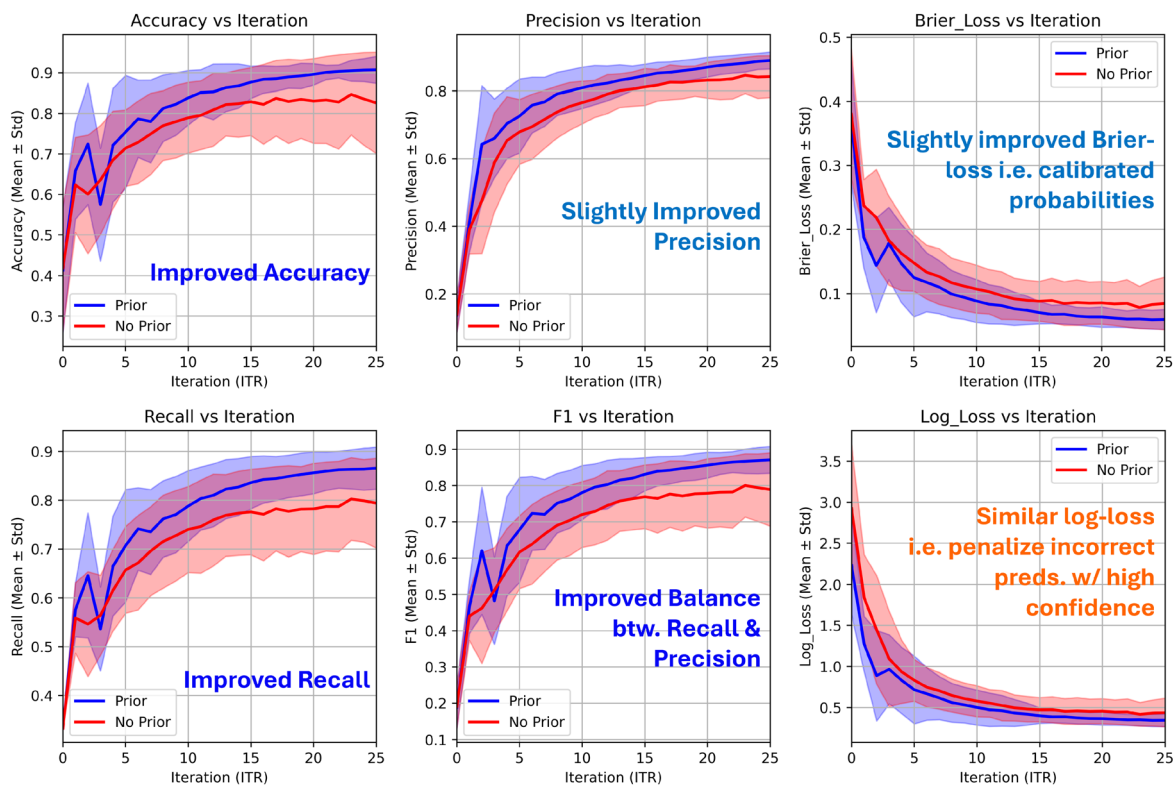 Accuracy vs Iteration
Accuracy (Mean ± Std)
0.9
0.8
0.7
0.6
0.5
0.4
0.3
Improved Accuracy
Prior
No Prior
0 5 10 15 20 25
Iteration (ITR)
Precision vs Iteration
Precision (Mean ± Std)
0.8
0.6
0.4
0.2
Slightly Improved
Precision
Prior
No Prior
0 5 10 15 20 25
Iteration (ITR)
Brier_Loss vs Iteration
Brier_Loss (Mean ± Std)
0.5
0.4
0.3
0.2
0.1
Prior
No Prior
Slightly improved Brier-
loss i.e. calibrated
probabilities
0 5 10 15 20 25
Iteration (ITR)
Recall vs Iteration
Recall (Mean ± Std)
0.9
0.8
0.7
0.6
0.5
0.4
Improved Recall
Prior
No Prior
0 5 10 15 20 25
Iteration (ITR)
F1 vs Iteration
F1 (Mean ± Std)
0.9
0.8
0.7
0.6
0.5
0.4
0.3
0.2
0.1
Improved Balance
btw. Recall &
Precision
Prior
No Prior
0 5 10 15 20 25
Iteration (ITR)
Log_Loss vs Iteration
Log_Loss (Mean ± Std)
3.5
3.0
2.5
2.0
1.5
1.0
0.5
Prior
No Prior
Similar log-loss
i.e. penalize incorrect
preds. w/ high
confidence
0 5 10 15 20 25
Iteration (ITR)